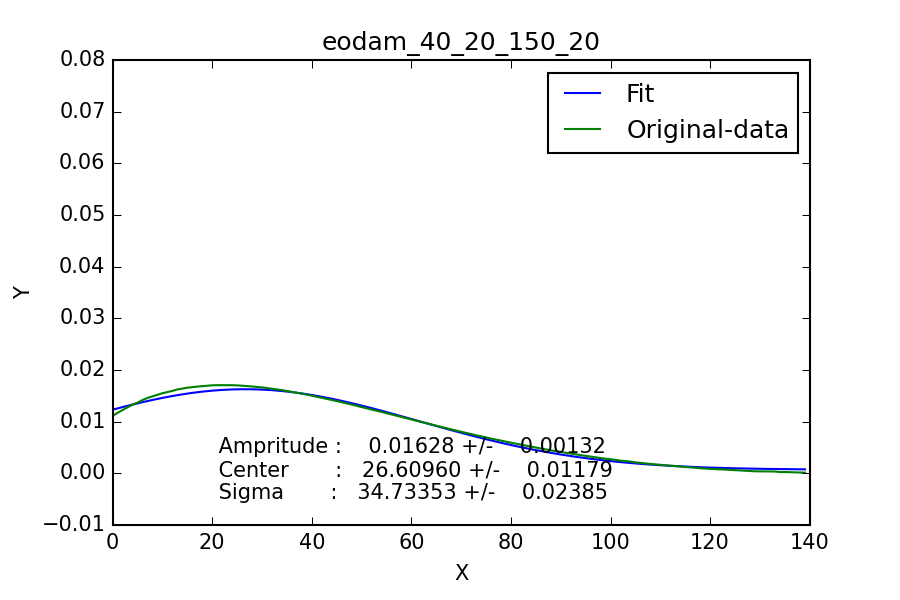 eodam_40_20_150_20
Fit
Original-data
0.08
0.07
0.06
0.05
0.04
0.03
0.02
0.01
0.00
−0.01
Y
Ampritude : 0.01628 +/- 0.00132
Center : 26.60960 +/- 0.01179
Sigma : 34.73353 +/- 0.02385
0 20 40 60 80 100 120 140
X